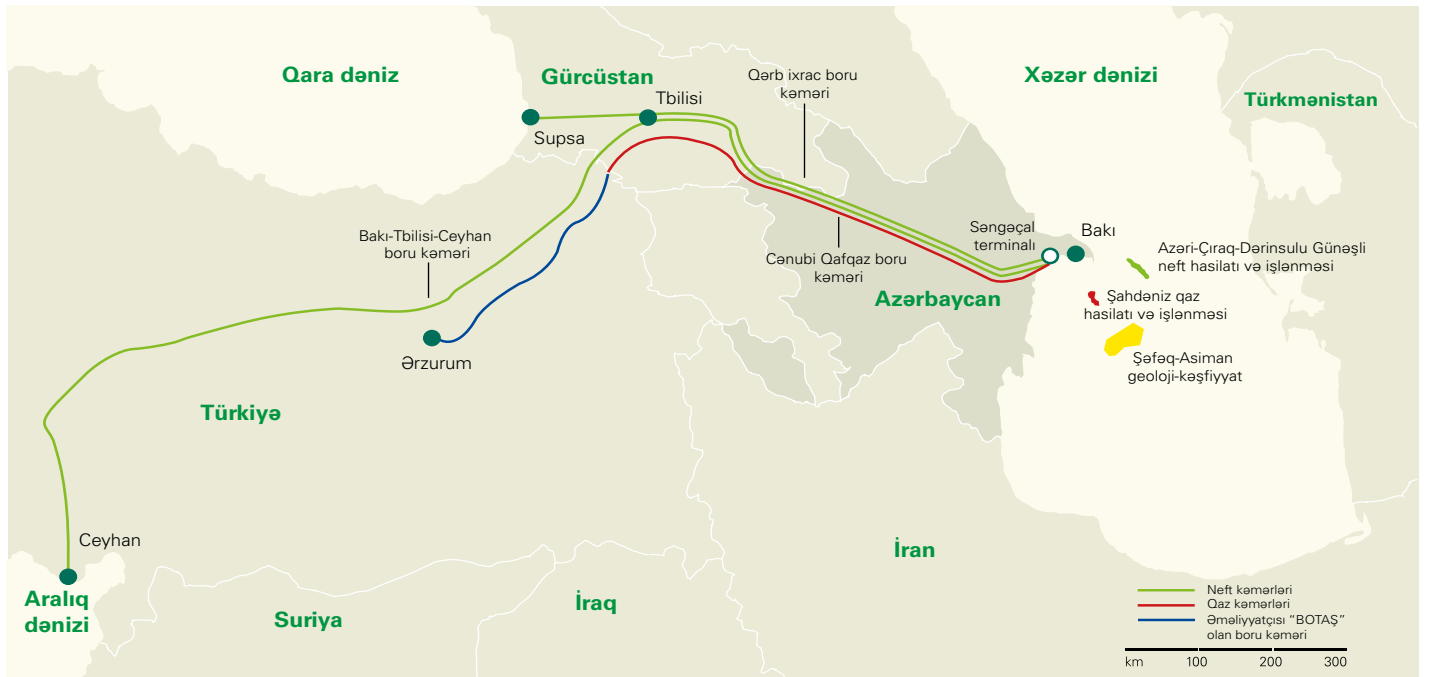 Qara dəniz
Gürcüstan
Qərb ixrac boru
kəməri
Xəzər dənizi
Türkmənistan
Tbilisi
Supsa
Bakı-Tbilisi-Ceyhan
boru kəməri
Səngəçal
terminalı
Bakı
Cənubi Qafqaz boru
kəməri
Azəri-Çıraq-Dərinsulu Günəşli
neft hasilatı və işlənməsi
Azərbaycan
Şahdəniz qaz
hasilatı və işlənməsi
Ərzurum
Şəfəq-Asiman
geoloji-kəşfiyyat
Türkiyə
Ceyhan
İran
Aralıq
dənizi
Suriya
İraq
Neft kəmərləri
Qaz kəmərləri
Əməliyyatçısı “BOTAŞ”
olan boru kəməri
km 100 200 300